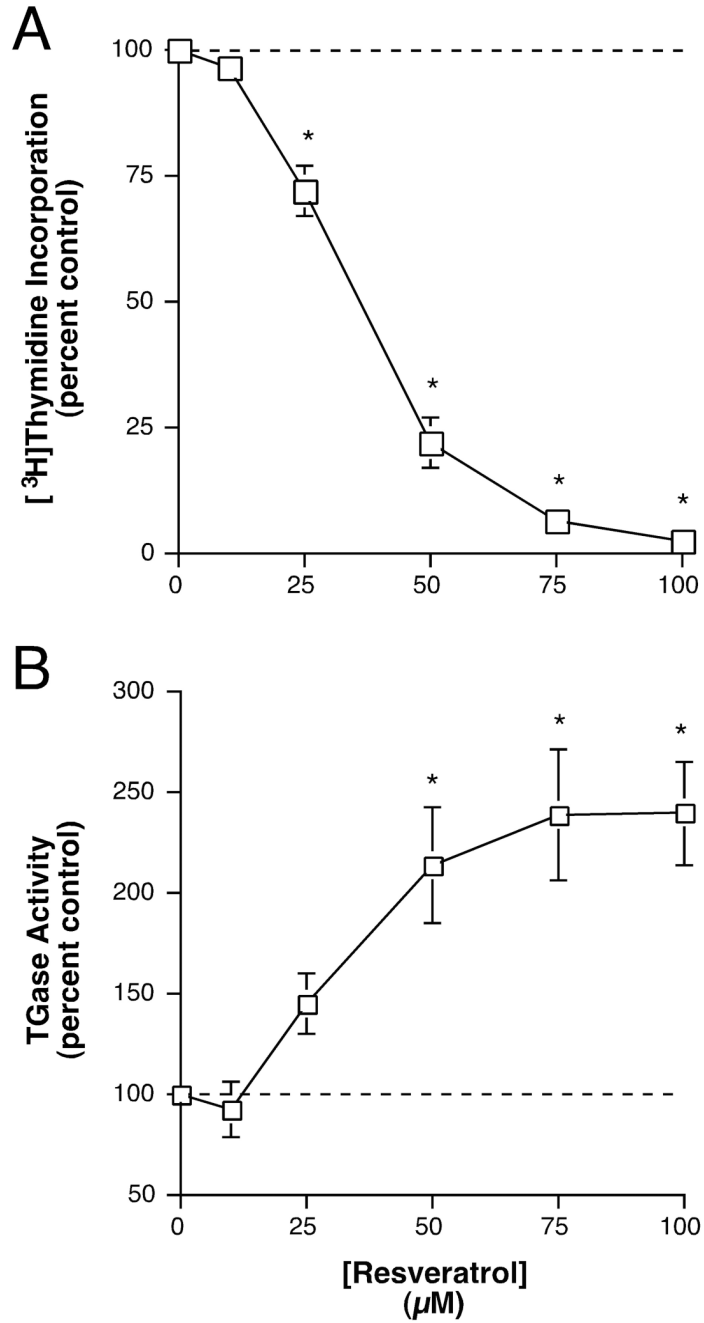 A
[³H]Thymidine Incorporation
(percent control)
100
75
50
25
0
*
*
*
*
0 25 50 75 100
B
TGase Activity
(percent control)
300
250
200
150
100
50
*
*
*
0 25 50 75 100
[Resveratrol]
(µM)